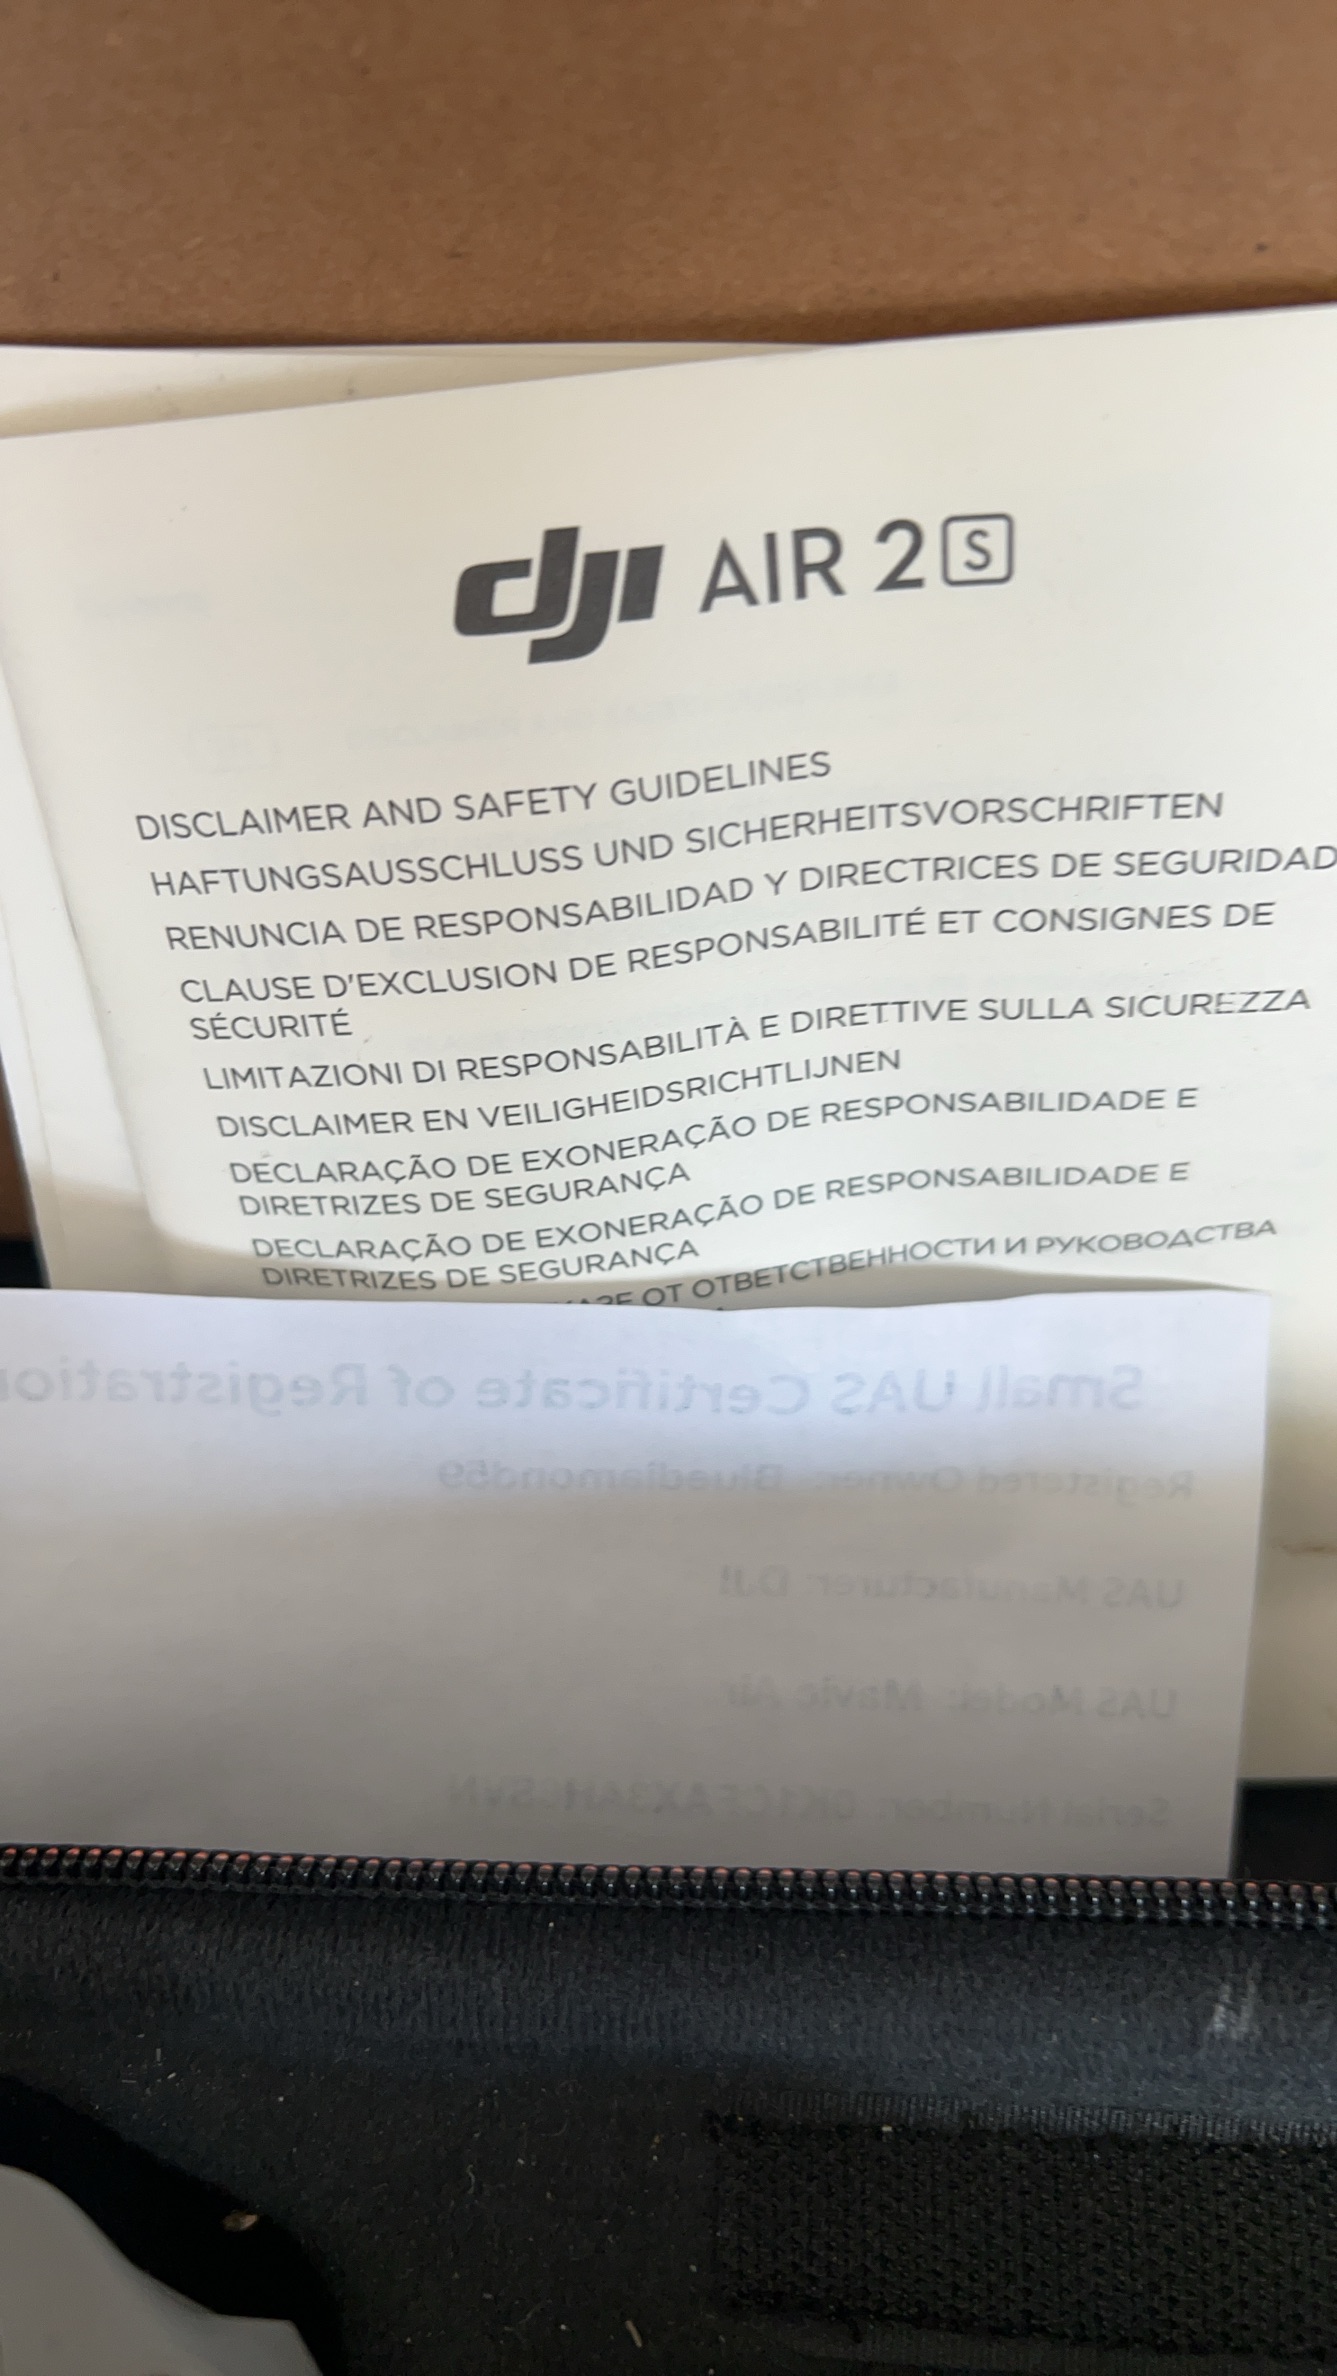 dji AIR 2S
DISCLAIMER AND SAFETY GUIDELINES
HAFTUNGSAUSSCHLUSS UND SICHERHEITSVORSCHRIFTEN
RENUNCIA DE RESPONSABILIDAD Y DIRECTRICES DE SEGURIDAD
CLAUSE D'EXCLUSION DE RESPONSABILITÉ ET CONSIGNES DE
SÉCURITÉ
LIMITAZIONI DI RESPONSABILITÀ E DIRETTIVE SULLA SICUREZZA
DISCLAIMER EN VEILIGHEIDSRICHTLIJNEN
DECLARAÇÃO DE EXONERAÇÃO DE RESPONSABILIDADE E
DIRETRIZES DE SEGURANÇA
DECLARAÇÃO DE EXONERAÇÃO DE RESPONSABILIDADE E
DIRETRIZES DE SEGURANÇA
ОТ ОТВЕТСТВЕННОСТИ И РУКОВОДСТВА
Small UAS Certificate of Registration
Registered Owner: Bluediamond59
UAS Manufacturer: DJI
UAS Model: Mavic Air
Serial Number: